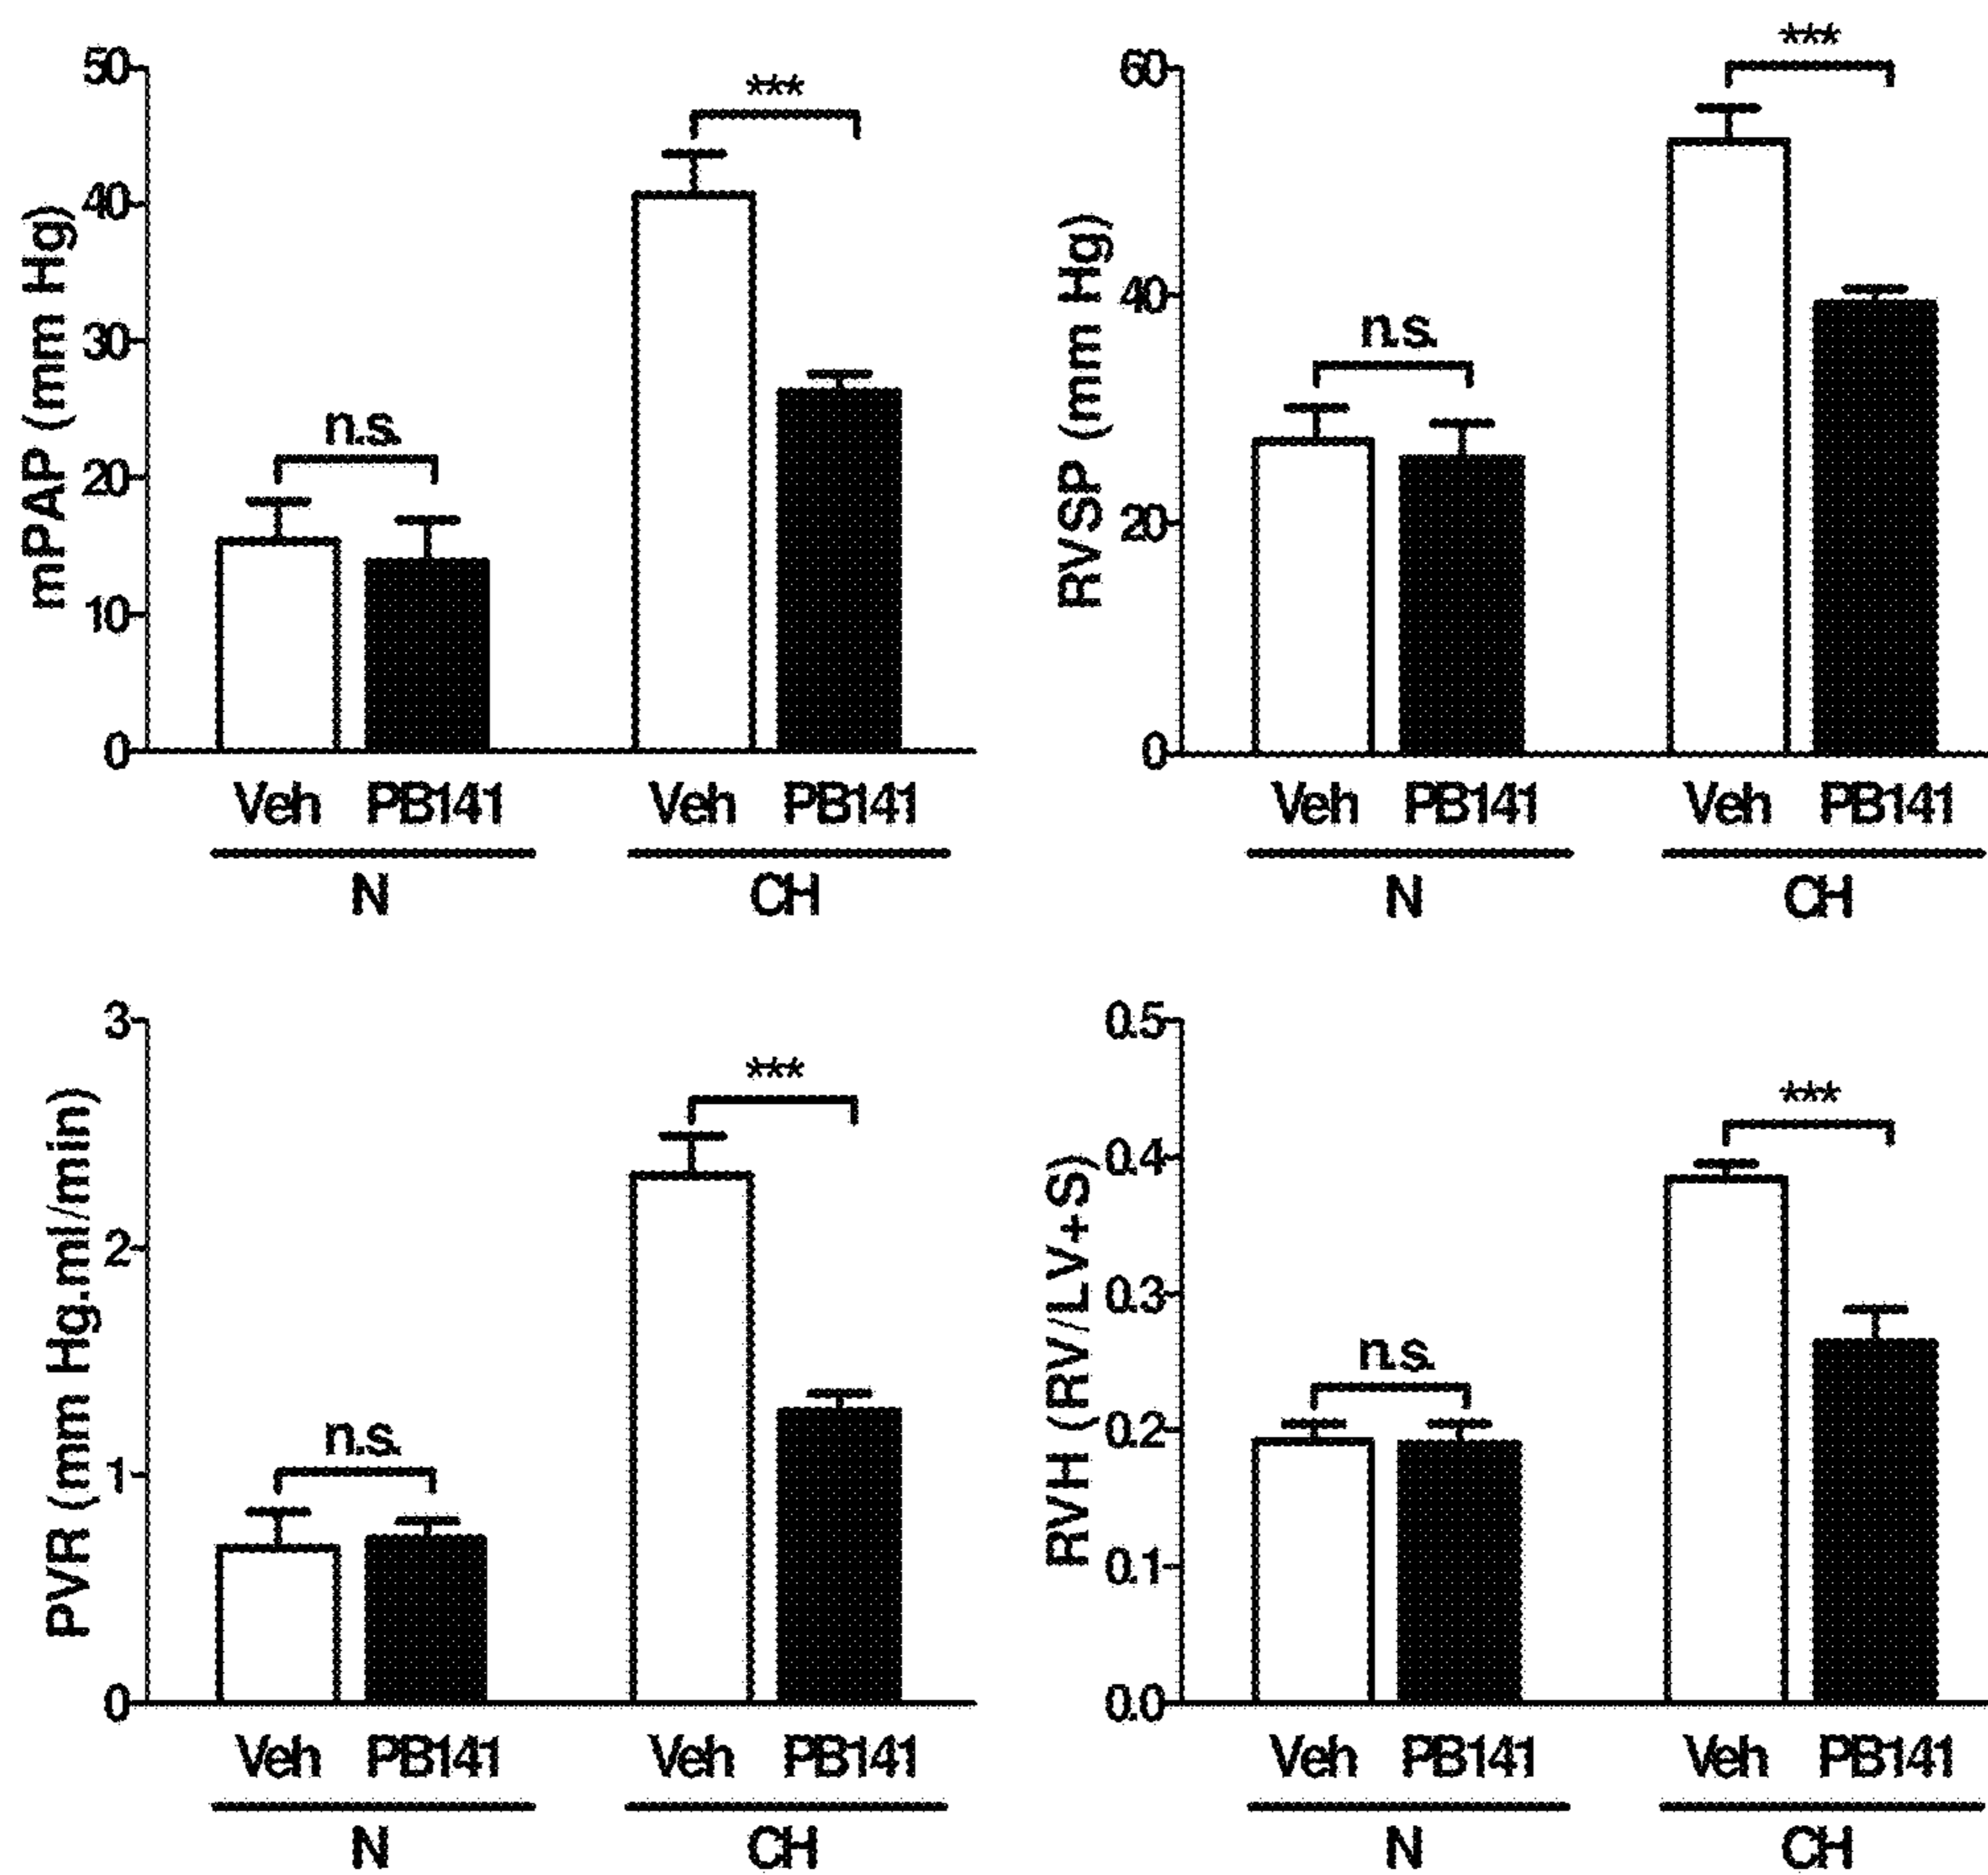 mPAP (mm Hg)
50
40
30
20
10
0
n.s.
***
Veh PB141 Veh PB141
N CH
RVSP (mm Hg)
60
40
20
0
n.s.
***
Veh PB141 Veh PB141
N CH
PVR (mm Hg.ml/min)
3
2
1
0
n.s.
***
Veh PB141 Veh PB141
N CH
RVH (RV/LV+S)
0.5
0.4
0.3
0.2
0.1
0.0
n.s.
***
Veh PB141 Veh PB141
N CH